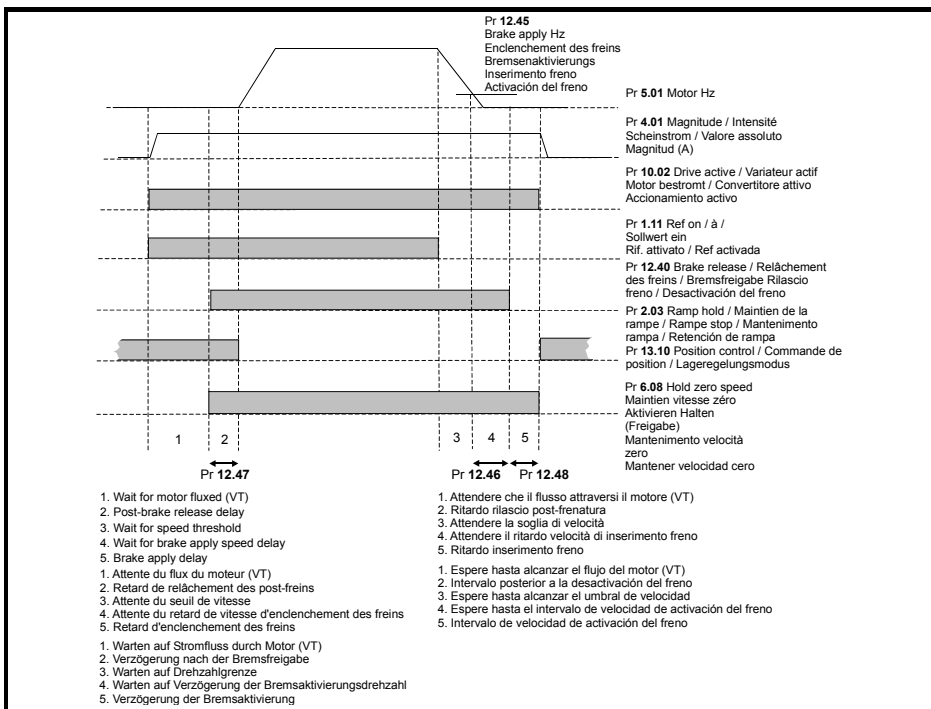 Pr 12.45
Brake apply Hz
Enclenchement des freins
Bremsenaktivierungs
Inserimento freno
Activación del freno
Pr 5.01 Motor Hz
Pr 4.01 Magnitude / Intensité
Scheinstrom / Valore assoluto
Magnitud (A)
Pr 10.02 Drive active / Variateur actif
Motor bestromt / Convertitore attivo
Accionamiento activo
Pr 1.11 Ref on / à /
Sollwert ein
Rif. attivato / Ref activada
Pr 12.40 Brake release / Relâchement
des freins / Bremsfreigabe Rilascio
freno / Desactivación del freno
Pr 2.03 Ramp hold / Maintien de la
rampe / Rampe stop / Mantenimento
rampa / Retención de rampa
Pr 13.10 Position control / Commande de
position / Lageregelungsmodus
Pr 6.08 Hold zero speed
Maintien vitesse zéro
Aktivieren Halten
(Freigabe)
Mantenimento velocità
zero
Mantener velocidad cero
1 2 3 4 5
Pr 12.47 Pr 12.46 Pr 12.48
1. Wait for motor fluxed (VT)
2. Post-brake release delay
3. Wait for speed threshold
4. Wait for brake apply speed delay
5. Brake apply delay
1. Attente du flux du moteur (VT)
2. Retard de relâchement des post-freins
3. Attente du seuil de vitesse
4. Attente du retard de vitesse d'enclenchement des freins
5. Retard d'enclenchement des freins
1. Warten auf Stromfluss durch Motor (VT)
2. Verzögerung nach der Bremsfreigabe
3. Warten auf Drehzahlgrenze
4. Warten auf Verzögerung der Bremsaktivierungsdrehzahl
5. Verzögerung der Bremsaktivierung
1. Attendere che il flusso attraversi il motore (VT)
2. Ritardo rilascio post-frenatura
3. Attendere la soglia di velocità
4. Attendere il ritardo velocità di inserimento freno
5. Ritardo inserimento freno
1. Espere hasta alcanzar el flujo del motor (VT)
2. Intervalo posterior a la desactivación del freno
3. Espere hasta alcanzar el umbral de velocidad
4. Espere hasta el intervalo de velocidad de activación del freno
5. Intervalo de velocidad de activación del freno